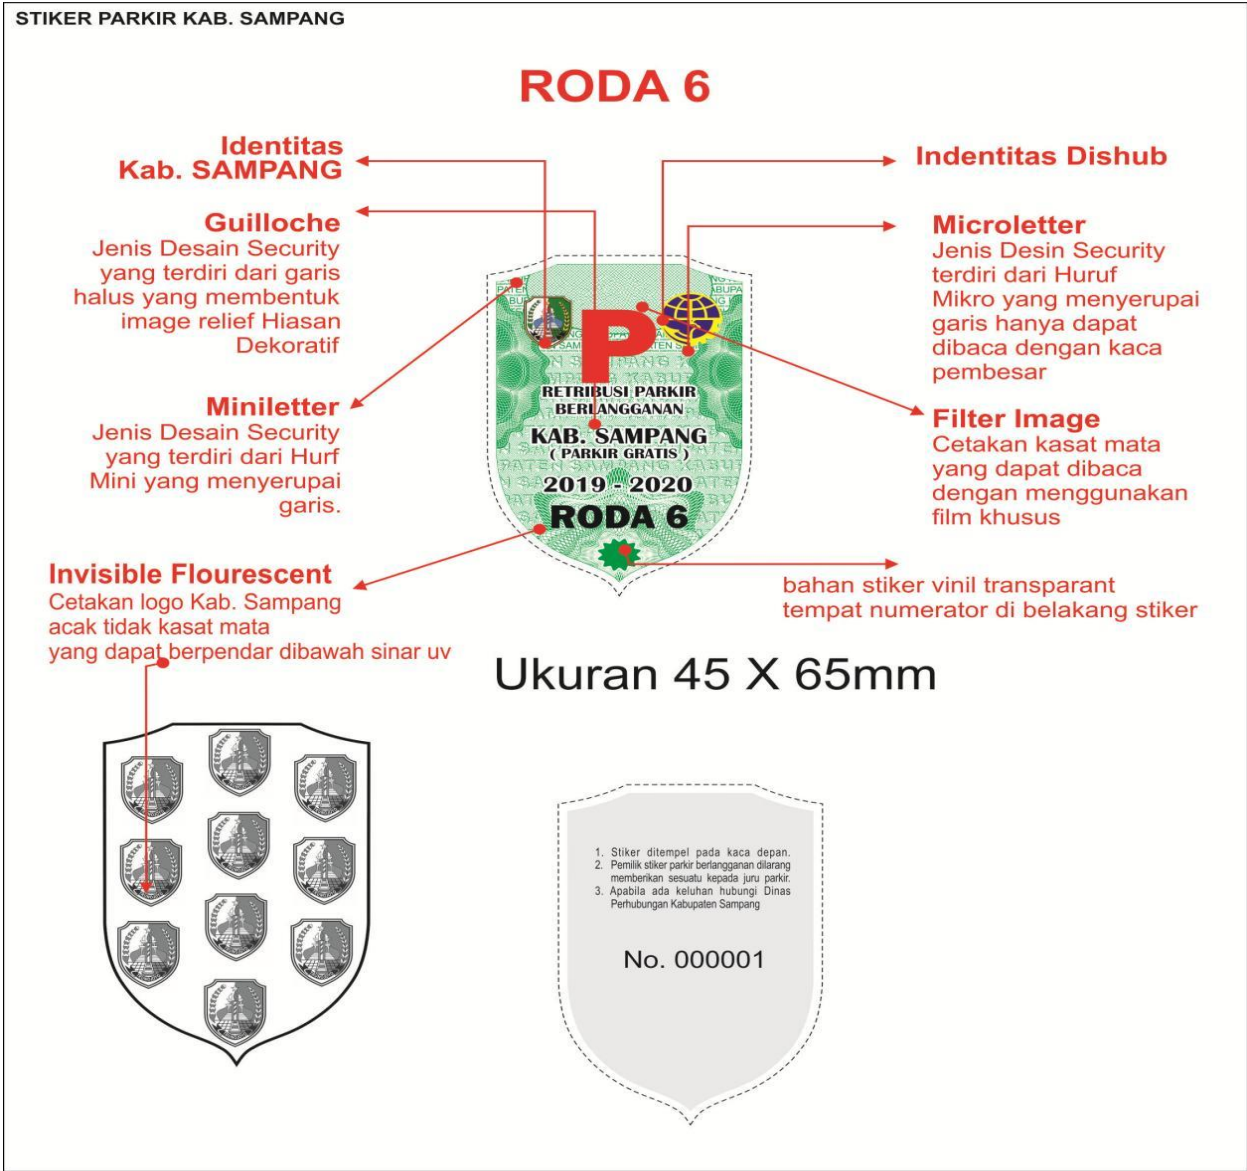 STIKER PARKIR KAB. SAMPANG
RODA 6
Identitas
Kab. SAMPANG
Guilloche
Jenis Desain Security
yang terdiri dari garis
halus yang membentuk
image relief Hiasan
Dekoratif
Miniletter
Jenis Desain Security
yang terdiri dari Hurf
Mini yang menyerupai
garis.
Invisible Flourescent
Cetakan logo Kab. Sampang
acak tidak kasat mata
yang dapat berpendar dibawah sinar uv
Indentitas Dishub
Microletter
Jenis Desin Security
terdiri dari Huruf
Mikro yang menyerupai
garis hanya dapat
dibaca dengan kaca
pembesar
Filter Image
Cetakan kasat mata
yang dapat dibaca
dengan menggunakan
film khusus
bahan stiker vinil transparant
tempat numerator di belakang stiker
P
RETRIBUSI PARKIR
BERLANGGANAN
KAB. SAMPANG
( PARKIR GRATIS )
2019 - 2020
RODA 6
Ukuran 45 X 65mm
1. Stiker ditempel pada kaca depan.
2. Pemilik stiker parkir berlangganan dilarang
memberikan sesuatu kepada juru parkir.
3. Apabila ada keluhan hubungi Dinas
Perhubungan Kabupaten Sampang
No. 000001